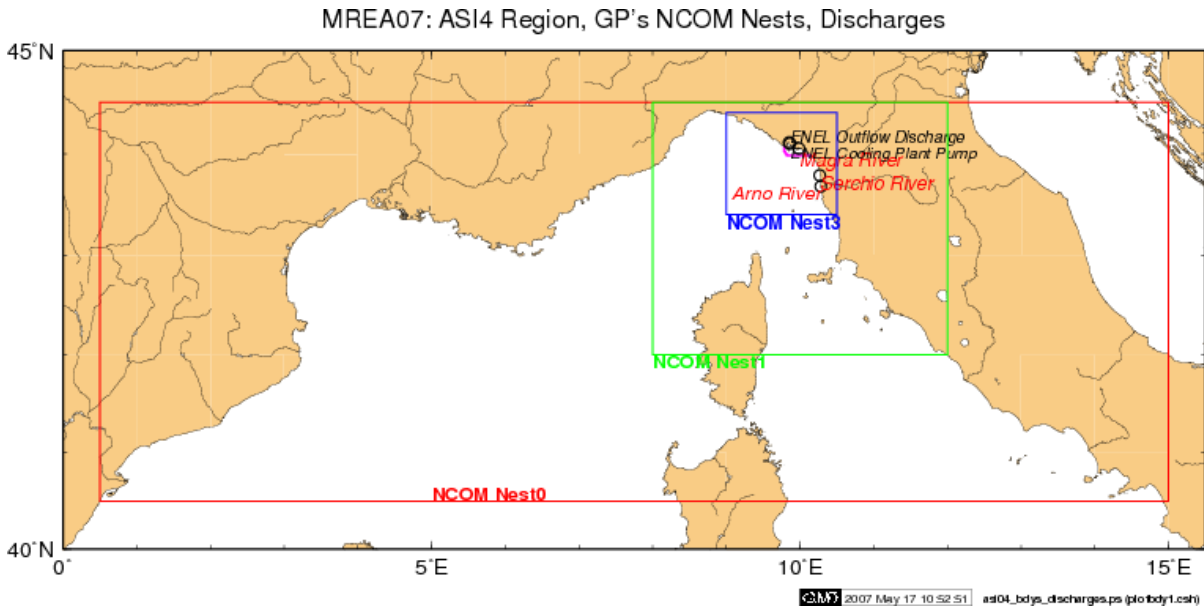 MREA07: ASI4 Region, GP's NCOM Nests, Discharges
45°N
ENEL Outflow Discharge
ENEL Cooling Plant Pump
Magra River
Serchio River
Arno River
NCOM Nest3
NCOM Nest1
NCOM Nest0
40°N
0°
5°E
10°E
15°E
GMD 2007 May 17 10:52:51 asi04_bdys_discharges.ps (plotbdy1.csh)